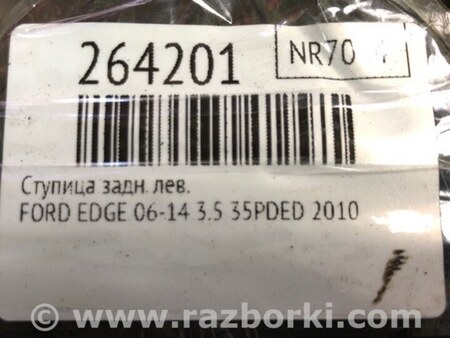 264201
NR70
Ступица задн. лев.
FORD EDGE 06-14 3.5 35PDED 2010
© www.razborki.com